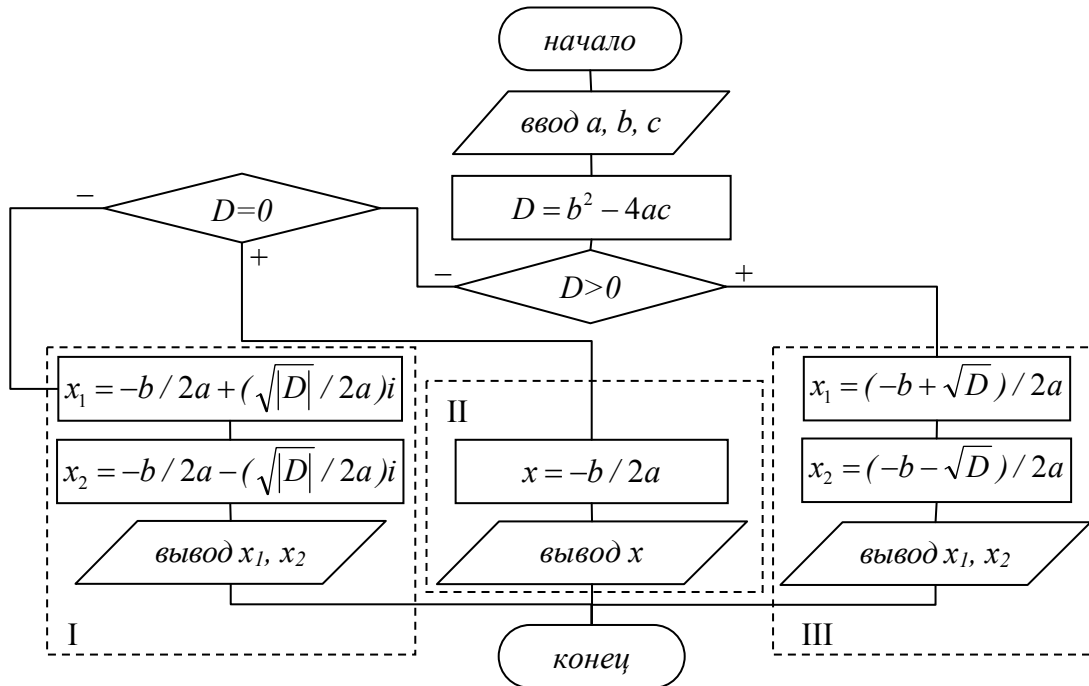 начало
ввод a, b, c
D = b² − 4ac
D=0
−
+
D>0
−
+
I
x₁ = −b / 2a + (√|D| / 2a)i
x₂ = −b / 2a − (√|D| / 2a)i
вывод x₁, x₂
II
x = −b / 2a
вывод x
III
x₁ = (−b + √D) / 2a
x₂ = (−b − √D) / 2a
вывод x₁, x₂
конец